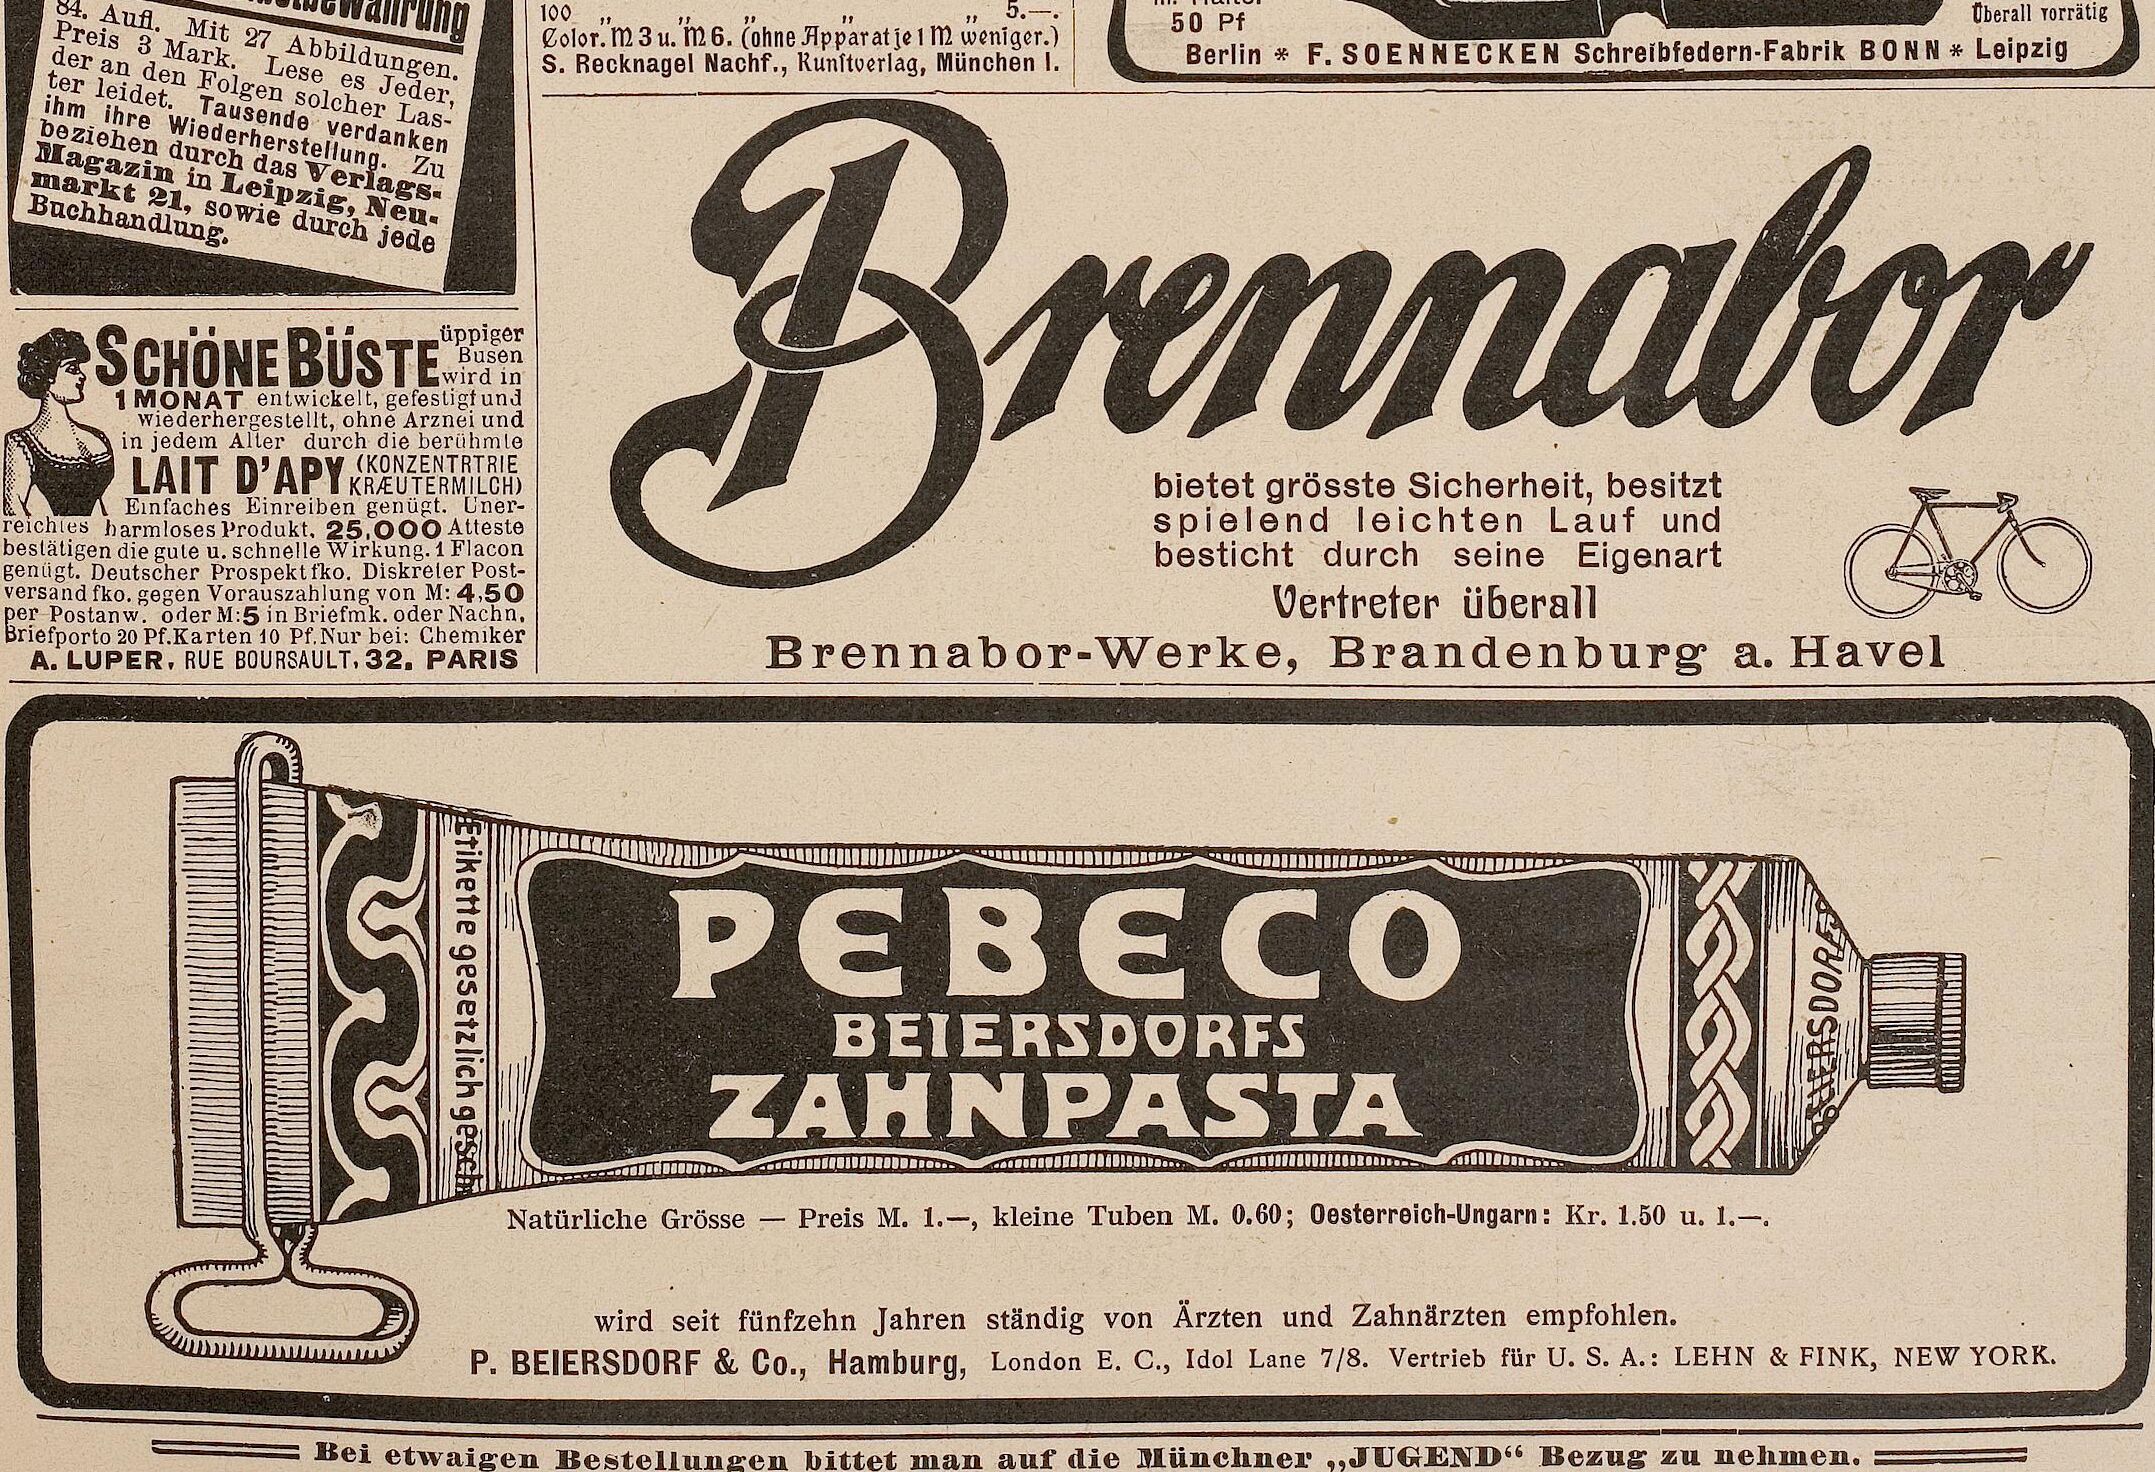 84. Aufl. Mit 27 Abbildungen.
Preis 3 Mark. Lese es Jeder,
der an den Folgen solcher Las-
ter leidet. Tausende verdanken
ihm ihre Wiederherstellung. Zu
beziehen durch das Verlags-
Magazin in Leipzig, Neu-
markt 21, sowie durch jede
Buchhandlung.
100 „ „ „ „ 5.—.
Color. M 3 u. M 6. (ohne Apparat je 1 M weniger.)
S. Recknagel Nachf., Kunstverlag, München I.
50 Pf
Überall vorrätig
Berlin * F. SOENNECKEN Schreibfedern-Fabrik BONN * Leipzig
SCHÖNE BÜSTE üppiger
Busen
wird in
1 MONAT entwickelt, gefestigt und
wiederhergestellt, ohne Arznei und
in jedem Alter durch die berühmte
LAIT D'APY (KONZENTRTRIE
KRÆUTERMILCH)
Einfaches Einreiben genügt. Uner-
reichtes harmloses Produkt. 25,000 Atteste
bestätigen die gute u. schnelle Wirkung. 1 Flacon
genügt. Deutscher Prospekt fko. Diskreter Post-
versand fko. gegen Vorauszahlung von M: 4,50
per Postanw. oder M: 5 in Briefmk. oder Nachn.
Briefporto 20 Pf. Karten 10 Pf. Nur bei: Chemiker
A. LUPER, RUE BOURSAULT, 32, PARIS
Brennabor
bietet grösste Sicherheit, besitzt
spielend leichten Lauf und
besticht durch seine Eigenart
Vertreter überall
Brennabor-Werke, Brandenburg a. Havel
Etikette gesetzlich gesch.
PEBECO
BEIERSDORFS
ZAHNPASTA
BEIERSDORFS
Natürliche Grösse — Preis M. 1.—, kleine Tuben M. 0.60; Oesterreich-Ungarn: Kr. 1.50 u. 1.—.
wird seit fünfzehn Jahren ständig von Ärzten und Zahnärzten empfohlen.
P. BEIERSDORF & Co., Hamburg, London E. C., Idol Lane 7/8. Vertrieb für U. S. A.: LEHN & FINK, NEW YORK.
Bei etwaigen Bestellungen bittet man auf die Münchner „JUGEND“ Bezug zu nehmen.